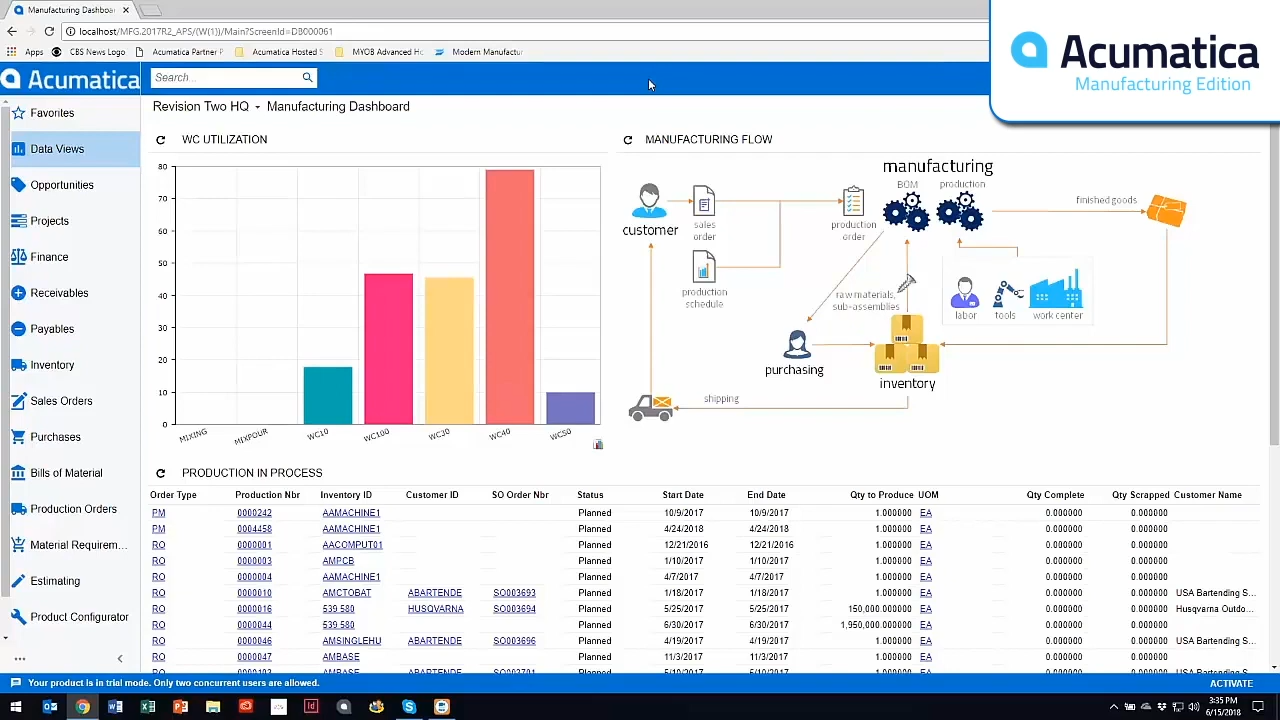 Manufacturing Dashboa
localhost/MFG.2017R2_APS/(W(1))/Main?ScreenId=DB000061
Apps CBS News Logo Acumatica Partner P Acumatica Hosted S MYOB Advanced Ho Modern Manufactur
Acumatica
Manufacturing Edition
Acumatica
Search...
Revision Two HQ Manufacturing Dashboard
Favorites
Data Views
Opportunities
Projects
Finance
Receivables
Payables
Inventory
Sales Orders
Purchases
Bills of Material
Production Orders
Material Requirem...
Estimating
Product Configurator
WC UTILIZATION
80
70
60
50
40
30
20
10
0
MIXING MIXPOUR WC10 WC100 WC30 WC40 WC50
MANUFACTURING FLOW
manufacturing
BOM production
customer
sales
order
production
order
finished goods
production
schedule
raw materials,
sub-assemblies
labor tools work center
purchasing
inventory
shipping
PRODUCTION IN PROCESS
Order Type Production Nbr Inventory ID Customer ID SO Order Nbr Status Start Date End Date Qty to Produce UOM Qty Complete Qty Scrapped Customer Name
PM 0000242 AAMACHINE1 Planned 10/9/2017 10/9/2017 1.000000 EA 0.000000 0.000000
PM 0004458 AAMACHINE1 Planned 4/24/2018 4/24/2018 1.000000 EA 0.000000 0.000000
RO 0000001 AACOMPUT01 Planned 12/21/2016 12/21/2016 1.000000 EA 0.000000 0.000000
RO 0000003 AMPCB Planned 1/10/2017 1/10/2017 1.000000 EA 0.000000 0.000000
RO 0000004 AAMACHINE1 Planned 4/7/2017 4/7/2017 1.000000 EA 0.000000 0.000000
RO 0000010 AMCTOBAT ABARTENDE SO003693 Planned 1/18/2017 1/18/2017 1.000000 EA 0.000000 0.000000 USA Bartending S...
RO 0000016 539 580 HUSQVARNA SO003694 Planned 5/25/2017 5/25/2017 150,000.000000 EA 0.000000 0.000000 Husqvarna Outdo...
RO 0000044 539 580 Planned 6/30/2017 6/30/2017 1,950,000.000000 EA 0.000000 0.000000
RO 0000046 AMSINGLEHU ABARTENDE SO003696 Planned 4/19/2017 4/19/2017 1.000000 EA 0.000000 0.000000 USA Bartending S...
RO 0000047 AMBASE Planned 11/3/2017 11/3/2017 1.000000 EA 0.000000 0.000000
Your product is in trial mode. Only two concurrent users are allowed. ACTIVATE
3:35 PM
6/15/2018